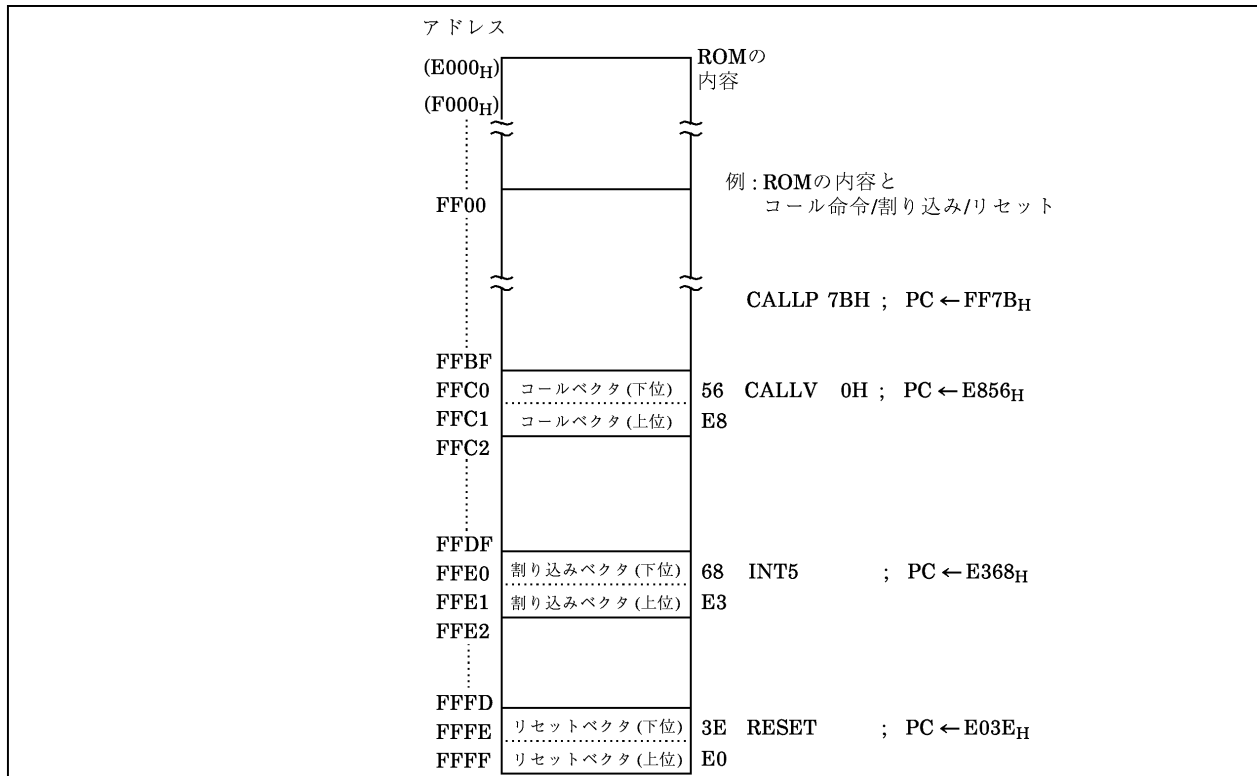 アドレス
(E000H)
ROMの
内容
(F000H)
例 : ROMの内容と
コール命令/割り込み/リセット
FF00
CALLP 7BH ; PC ← FF7BH
FFBF
FFC0 コールベクタ (下位) 56 CALLV 0H ; PC ← E856H
FFC1 コールベクタ (上位) E8
FFC2
FFDF
FFE0 割り込みベクタ (下位) 68 INT5 ; PC ← E368H
FFE1 割り込みベクタ (上位) E3
FFE2
FFFD
FFFE リセットベクタ (下位) 3E RESET ; PC ← E03EH
FFFF リセットベクタ (上位) E0